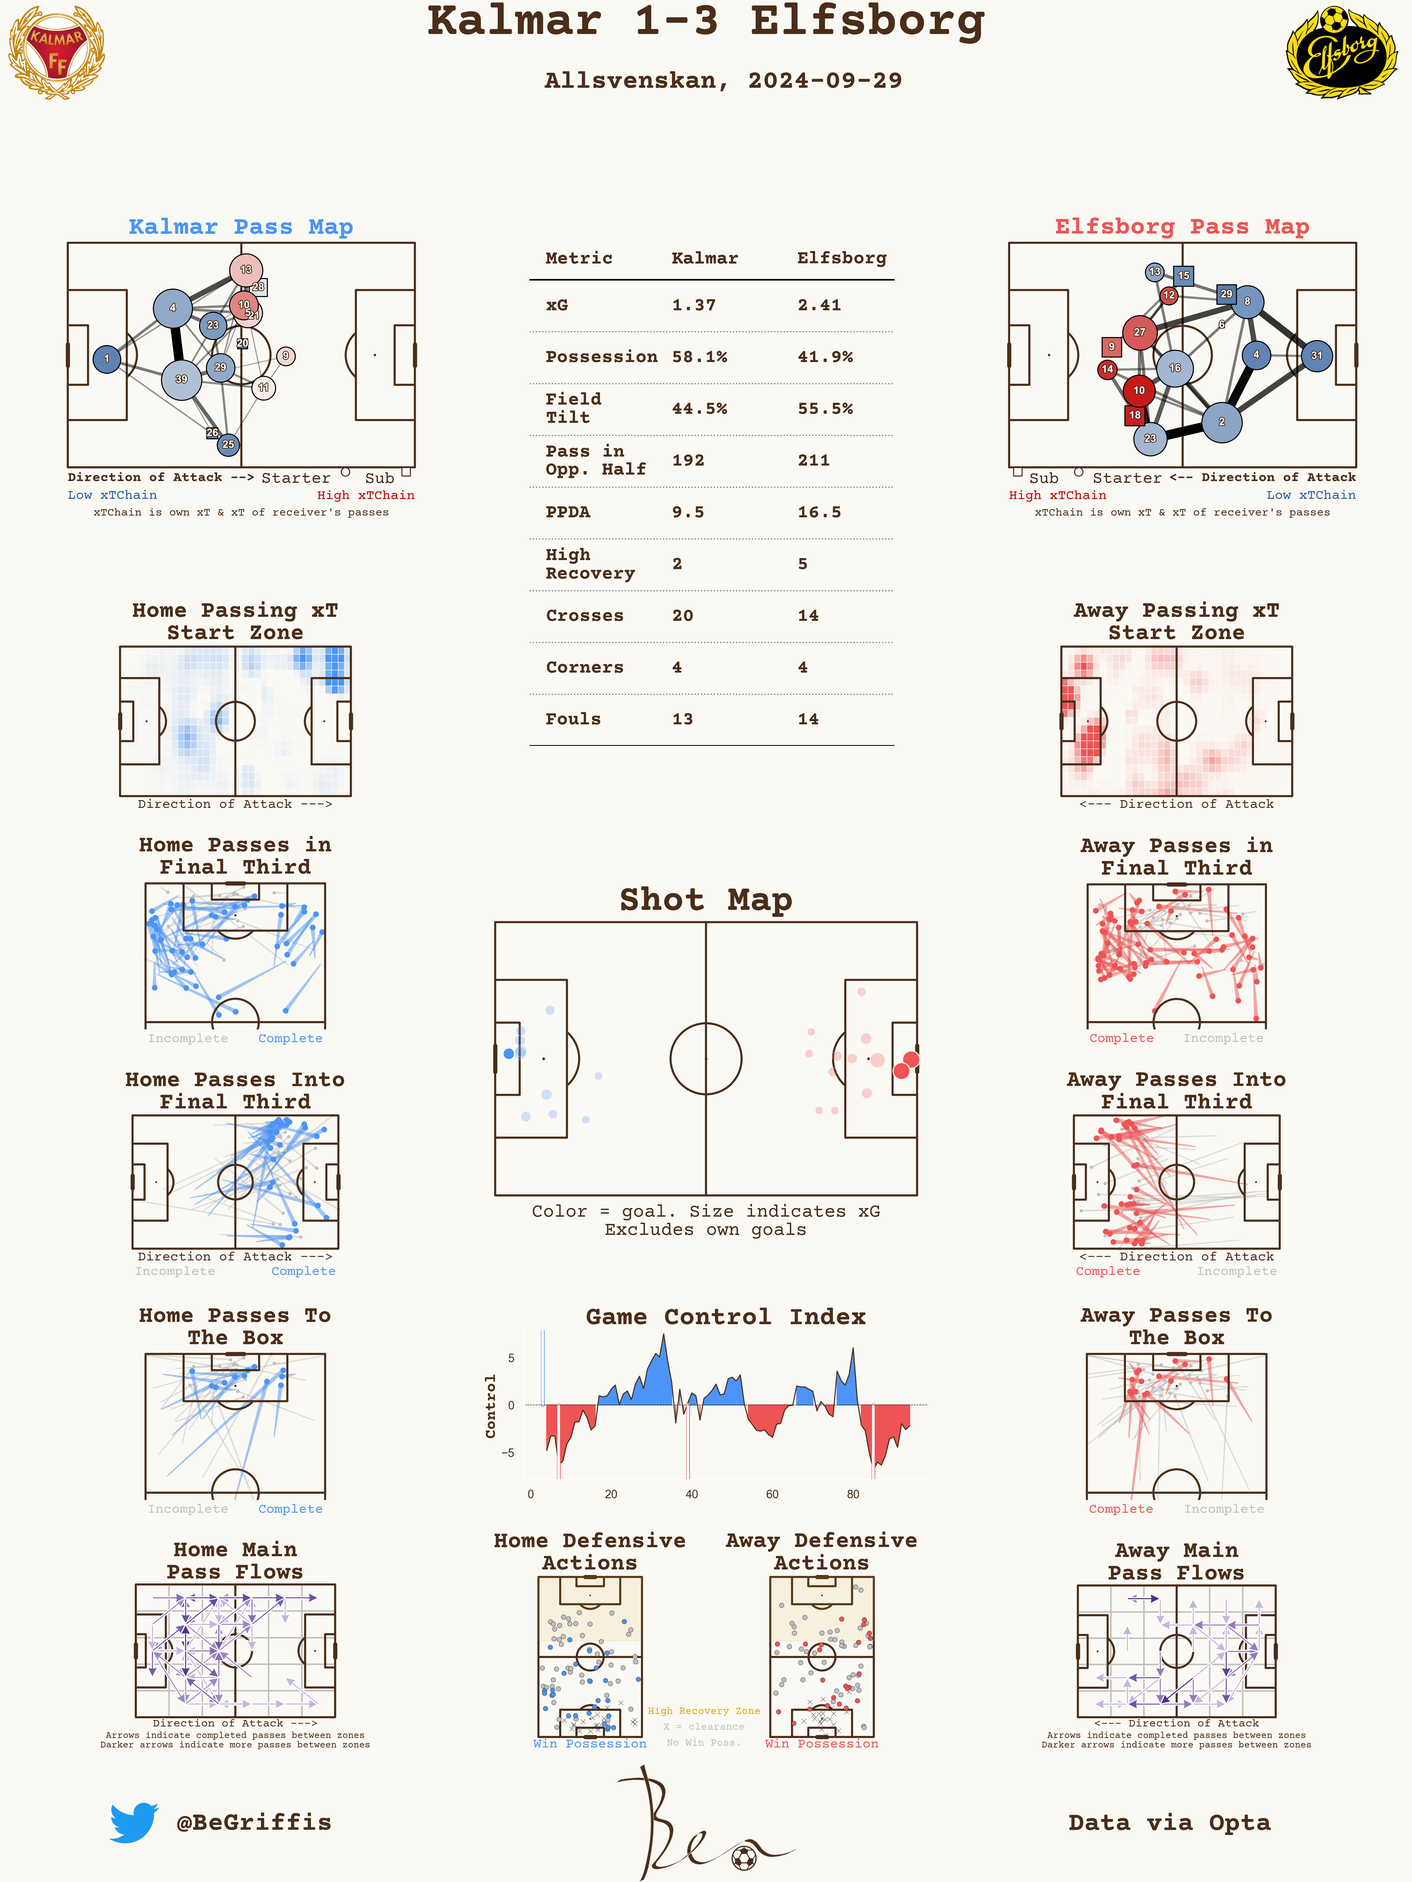 Kalmar 1-3 Elfsborg
Allsvenskan, 2024-09-29
KALMAR
FF
Elfsborg
Kalmar Pass Map
13
28
4
10
5
21
23
20
1
9
29
39
11
26
25
Direction of Attack --> Starter Sub
Low xTChain High xTChain
xTChain is own xT & xT of receiver's passes
Metric Kalmar Elfsborg
xG 1.37 2.41
Possession 58.1% 41.9%
Field
Tilt 44.5% 55.5%
Pass in
Opp. Half 192 211
PPDA 9.5 16.5
High
Recovery 2 5
Crosses 20 14
Corners 4 4
Fouls 13 14
Elfsborg Pass Map
13
15
12
29
8
6
27
9
4
31
14
16
10
18
2
23
Sub Starter <-- Direction of Attack
High xTChain Low xTChain
xTChain is own xT & xT of receiver's passes
Home Passing xT
Start Zone
Direction of Attack --->
Away Passing xT
Start Zone
<--- Direction of Attack
Home Passes in
Final Third
Incomplete Complete
Away Passes in
Final Third
Complete Incomplete
Shot Map
Color = goal. Size indicates xG
Excludes own goals
Home Passes Into
Final Third
Direction of Attack --->
Incomplete Complete
Away Passes Into
Final Third
<--- Direction of Attack
Complete Incomplete
Home Passes To
The Box
Incomplete Complete
Game Control Index
Control
5
0
−5
0 20 40 60 80
Away Passes To
The Box
Complete Incomplete
Home Main
Pass Flows
Direction of Attack --->
Arrows indicate completed passes between zones
Darker arrows indicate more passes between zones
Home Defensive
Actions
Win Possession
High Recovery Zone
X = clearance
No Win Poss.
Away Defensive
Actions
Win Possession
Away Main
Pass Flows
<--- Direction of Attack
Arrows indicate completed passes between zones
Darker arrows indicate more passes between zones
@BeGriffis
Ben
Data via Opta